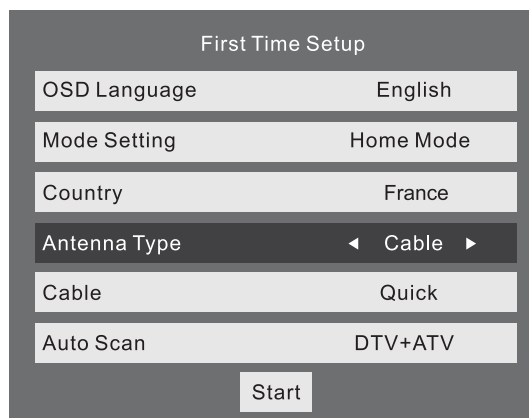 First Time Setup
OSD Language English
Mode Setting Home Mode
Country France
Antenna Type ◀ Cable ▶
Cable Quick
Auto Scan DTV+ATV
Start